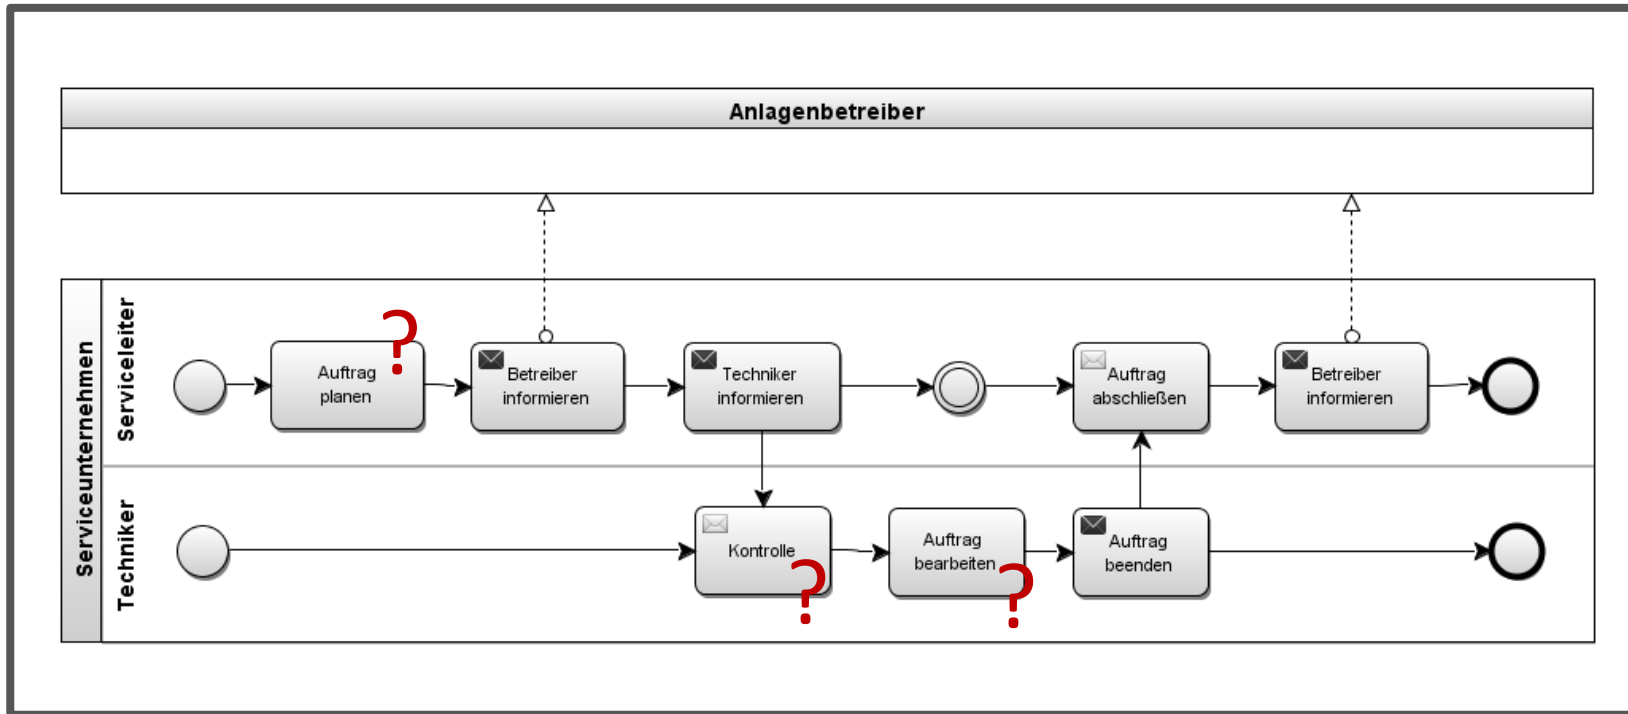 Anlagenbetreiber
Serviceunternehmen
Serviceleiter
Auftrag
planen
?
Betreiber
informieren
Techniker
informieren
Auftrag
abschließen
Betreiber
informieren
Techniker
Kontrolle
?
Auftrag
bearbeiten
?
Auftrag
beenden